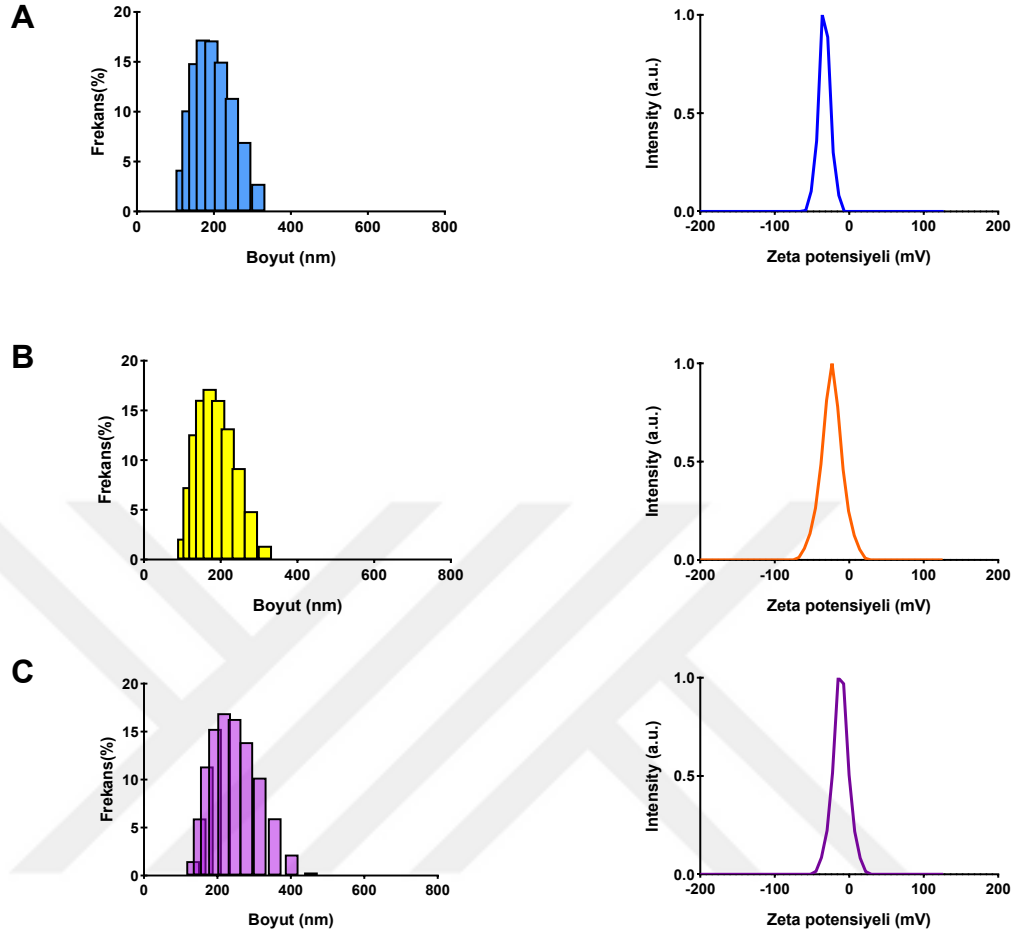 A
20
15
10
5
0
Frekans(%)
0 200 400 600 800
Boyut (nm)
1.0
0.5
0.0
Intensity (a.u.)
-200 -100 0 100 200
Zeta potensiyeli (mV)
B
20
15
10
5
0
Frekans(%)
0 200 400 600 800
Boyut (nm)
1.0
0.5
0.0
Intensity (a.u.)
-200 -100 0 100 200
Zeta potensiyeli (mV)
C
20
15
10
5
0
Frekans(%)
0 200 400 600 800
Boyut (nm)
1.0
0.5
0.0
Intensity (a.u.)
-200 -100 0 100 200
Zeta potensiyeli (mV)